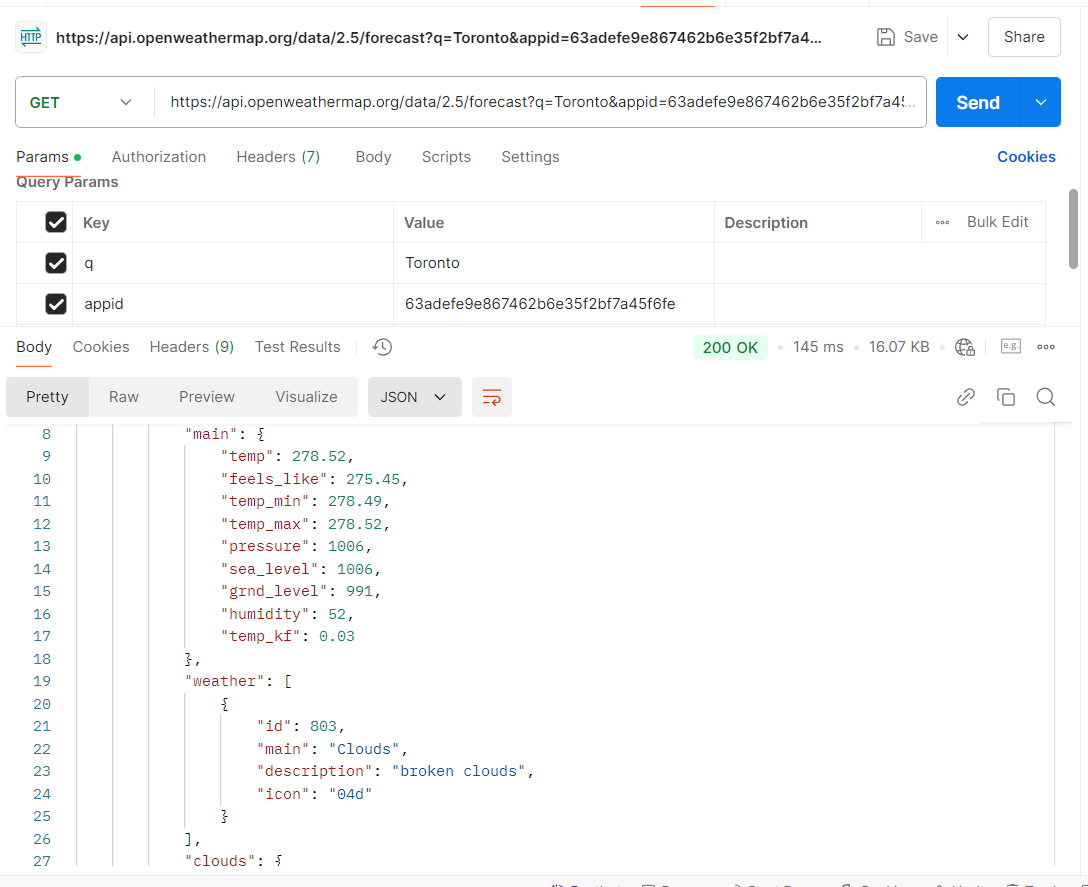 HTTP https://api.openweathermap.org/data/2.5/forecast?q=Toronto&appid=63adefe9e867462b6e35f2bf7a4... Save Share
GET https://api.openweathermap.org/data/2.5/forecast?q=Toronto&appid=63adefe9e867462b6e35f2bf7a45... Send
Params Authorization Headers (7) Body Scripts Settings Cookies
Query Params
Key Value Description Bulk Edit
q Toronto
appid 63adefe9e867462b6e35f2bf7a45f6fe
Body Cookies Headers (9) Test Results 200 OK 145 ms 16.07 KB e.g.
Pretty Raw Preview Visualize JSON
8 "main": {
9 "temp": 278.52,
10 "feels_like": 275.45,
11 "temp_min": 278.49,
12 "temp_max": 278.52,
13 "pressure": 1006,
14 "sea_level": 1006,
15 "grnd_level": 991,
16 "humidity": 52,
17 "temp_kf": 0.03
18 },
19 "weather": [
20 {
21 "id": 803,
22 "main": "Clouds",
23 "description": "broken clouds",
24 "icon": "04d"
25 }
26 ],
27 "clouds": {